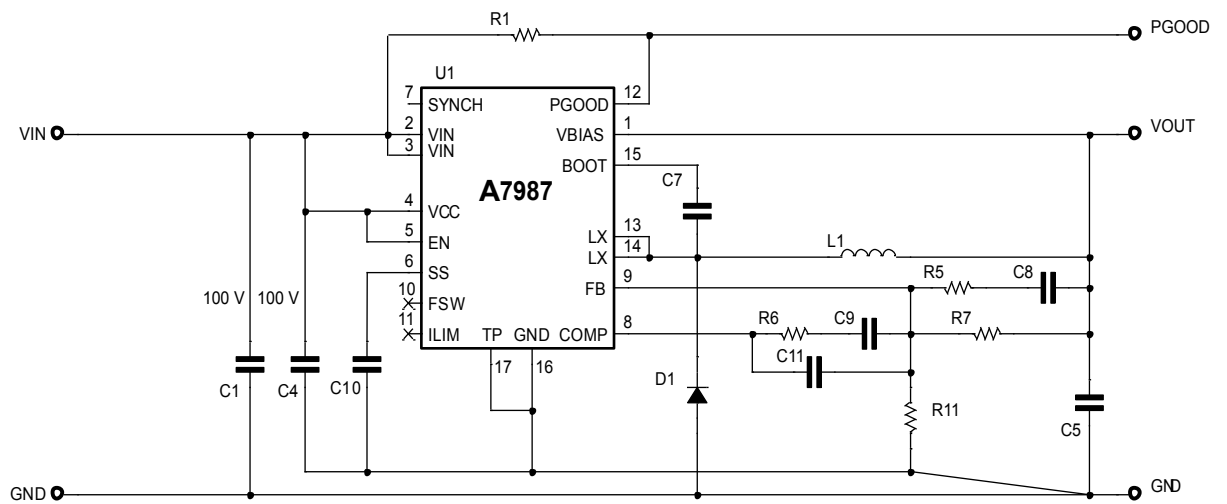 R1
PGOOD
U1
7 SYNCH
PGOOD 12
VIN
2 VIN
VBIAS 1
VOUT
3 VIN
BOOT 15
A7987
C7
4 VCC
LX 13
5 EN
LX 14
L1
6 SS
FB 9
R5
C8
100 V 100 V
10 FSW
11 ILIM
TP GND COMP 8
R6
C9
R7
17
16
C11
C1
C4
C10
D1
R11
C5
GND
GND